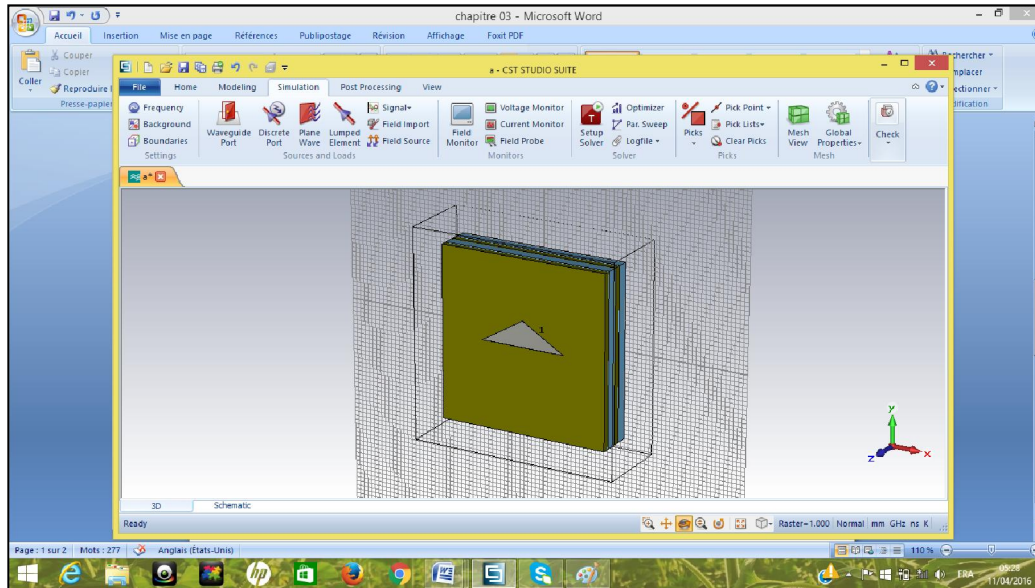 chapitre 03 - Microsoft Word
Accueil Insertion Mise en page Références Publipostage Révision Affichage Foxit PDF
Couper
Copier
Coller
Reproduire l
Presse-papie
chercher
mplacer
ectionner
dification
a - CST STUDIO SUITE
File Home Modeling Simulation Post Processing View
Frequency
Background
Boundaries
Settings
Waveguide Port
Discrete Port
Plane Wave
Lumped Element
Signal
Field Import
Field Source
Sources and Loads
Field Monitor
Voltage Monitor
Current Monitor
Field Probe
Monitors
Setup Solver
Optimizer
Par. Sweep
Logfile
Solver
Picks
Pick Point
Pick Lists
Clear Picks
Picks
Mesh View
Global Properties
Mesh
Check
a*
1
y
x
z
3D Schematic
Ready
Raster=1.000 Normal mm GHz ns K
Page : 1 sur 2 Mots : 277 Anglais (États-Unis)
110 %
FRA
05:28
11/04/2016